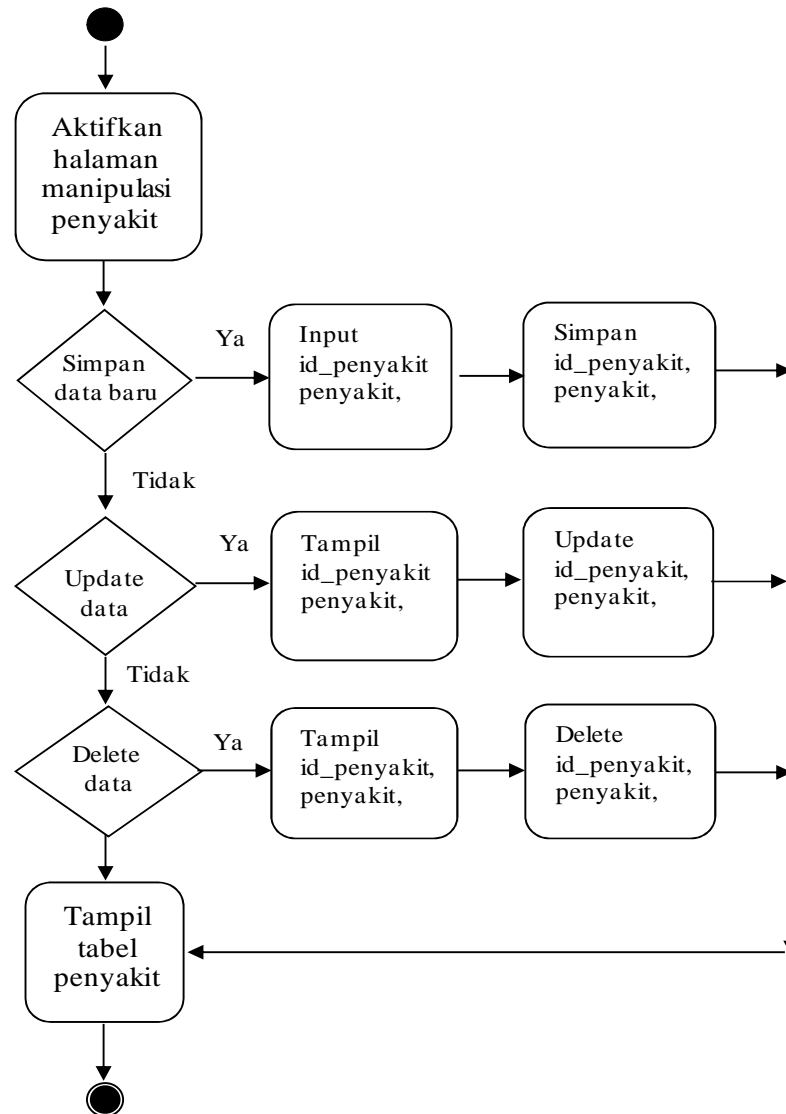 Aktifkan
halaman
manipulasi
penyakit
Simpan
data baru
Ya
Input
id_penyakit
penyakit,
Simpan
id_penyakit,
penyakit,
Tidak
Update
data
Ya
Tampil
id_penyakit
penyakit,
Update
id_penyakit,
penyakit,
Tidak
Delete
data
Ya
Tampil
id_penyakit,
penyakit,
Delete
id_penyakit,
penyakit,
Tampil
tabel
penyakit